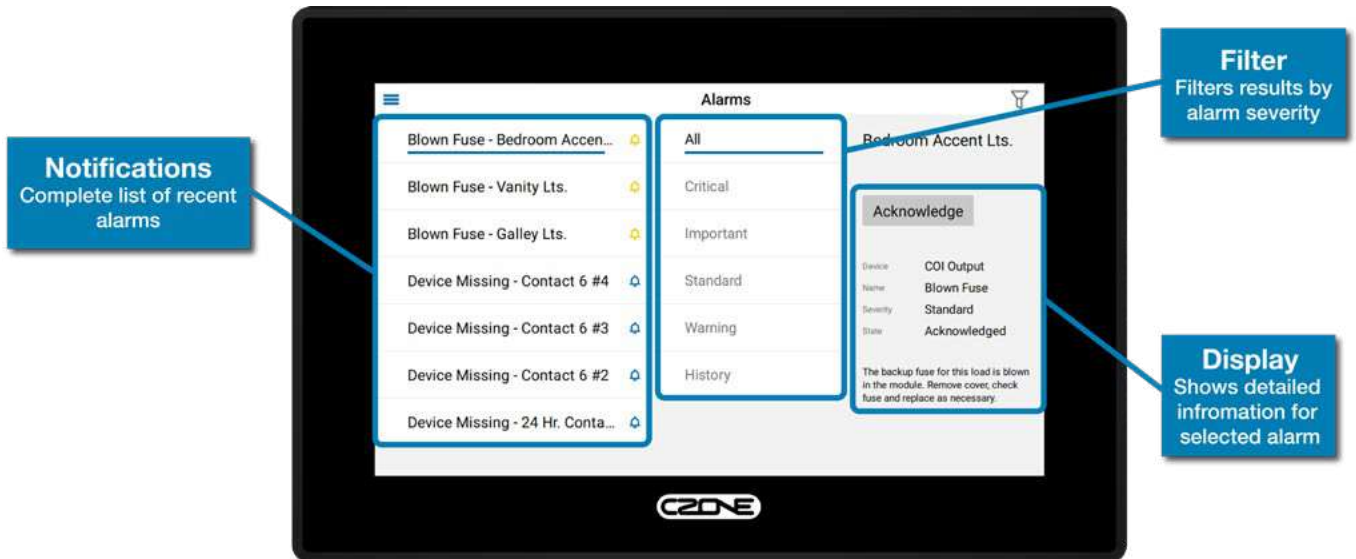 Filter
Filters results by
alarm severity
Alarms
Notifications
Complete list of recent
alarms
Blown Fuse - Bedroom Accen...
Blown Fuse - Vanity Lts.
Blown Fuse - Galley Lts.
Device Missing - Contact 6 #4
Device Missing - Contact 6 #3
Device Missing - Contact 6 #2
Device Missing - 24 Hr. Conta...
All
Critical
Important
Standard
Warning
History
Bedroom Accent Lts.
Acknowledge
Device COI Output
Name Blown Fuse
Severity Standard
State Acknowledged
The backup fuse for this load is blown
in the module. Remove cover, check
fuse and replace as necessary.
Display
Shows detailed
infromation for
selected alarm
CZONE